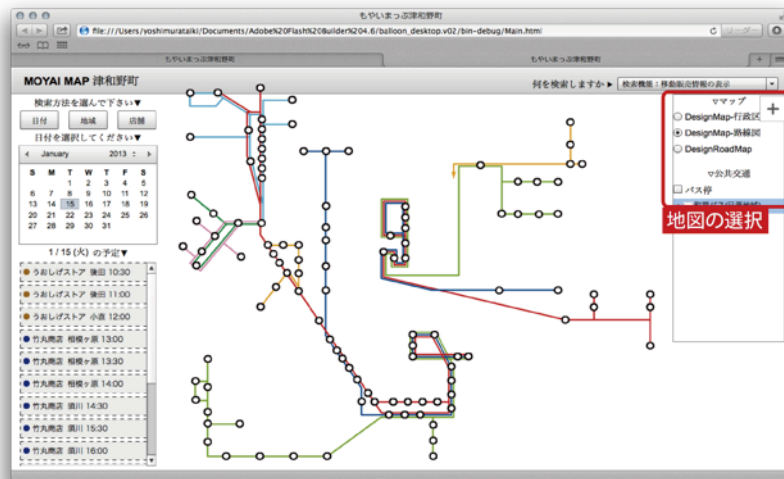 もやいまっぷ津和野町
file:///Users/yoshimurataiki/Documents/Adobe%20Flash%20Builder%204.6/balloon_desktop.v02/bin-debug/Main.html
リーダー
もやいまっぷ津和野町
もやいまっぷ津和野町
MOYAI MAP 津和野町
何を検索しますか▶
検索機能：移動販売情報の表示
検索方法を選んで下さい▼
日付
地域
店舗
日付を選択してください▼
January 2013
S M T W T F S
1 2 3 4 5
6 7 8 9 10 11 12
13 14 15 16 17 18 19
20 21 22 23 24 25 26
27 28 29 30 31
1 / 15 (火) の予定▼
うおしげストア 後田 10:30
うおしげストア 後田 11:00
うおしげストア 小直 12:00
竹丸商店 相模ヶ原 13:00
竹丸商店 相模ヶ原 13:30
竹丸商店 相模ヶ原 14:00
竹丸商店 須川 14:30
竹丸商店 須川 15:30
竹丸商店 須川 16:00
▽マップ
DesignMap-行政区
DesignMap-路線図
DesignRoadMap
▽公共交通
バス停
地図の選択